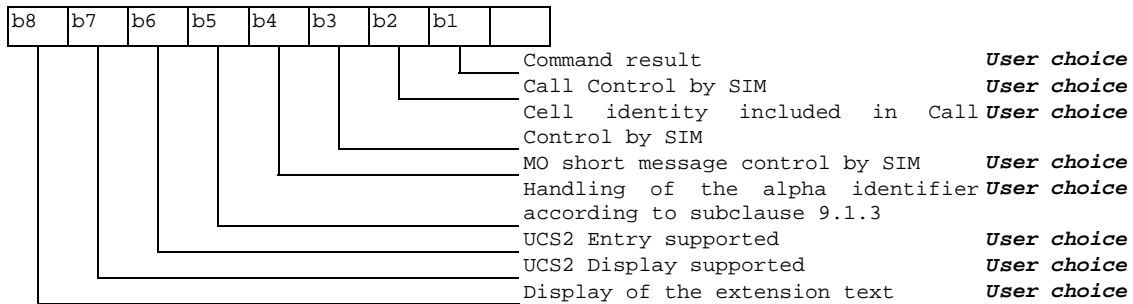 b8 b7 b6 b5 b4 b3 b2 b1
Command result User choice
Call Control by SIM User choice
Cell identity included in Call User choice
Control by SIM
MO short message control by SIM User choice
Handling of the alpha identifier User choice
according to subclause 9.1.3
UCS2 Entry supported User choice
UCS2 Display supported User choice
Display of the extension text User choice